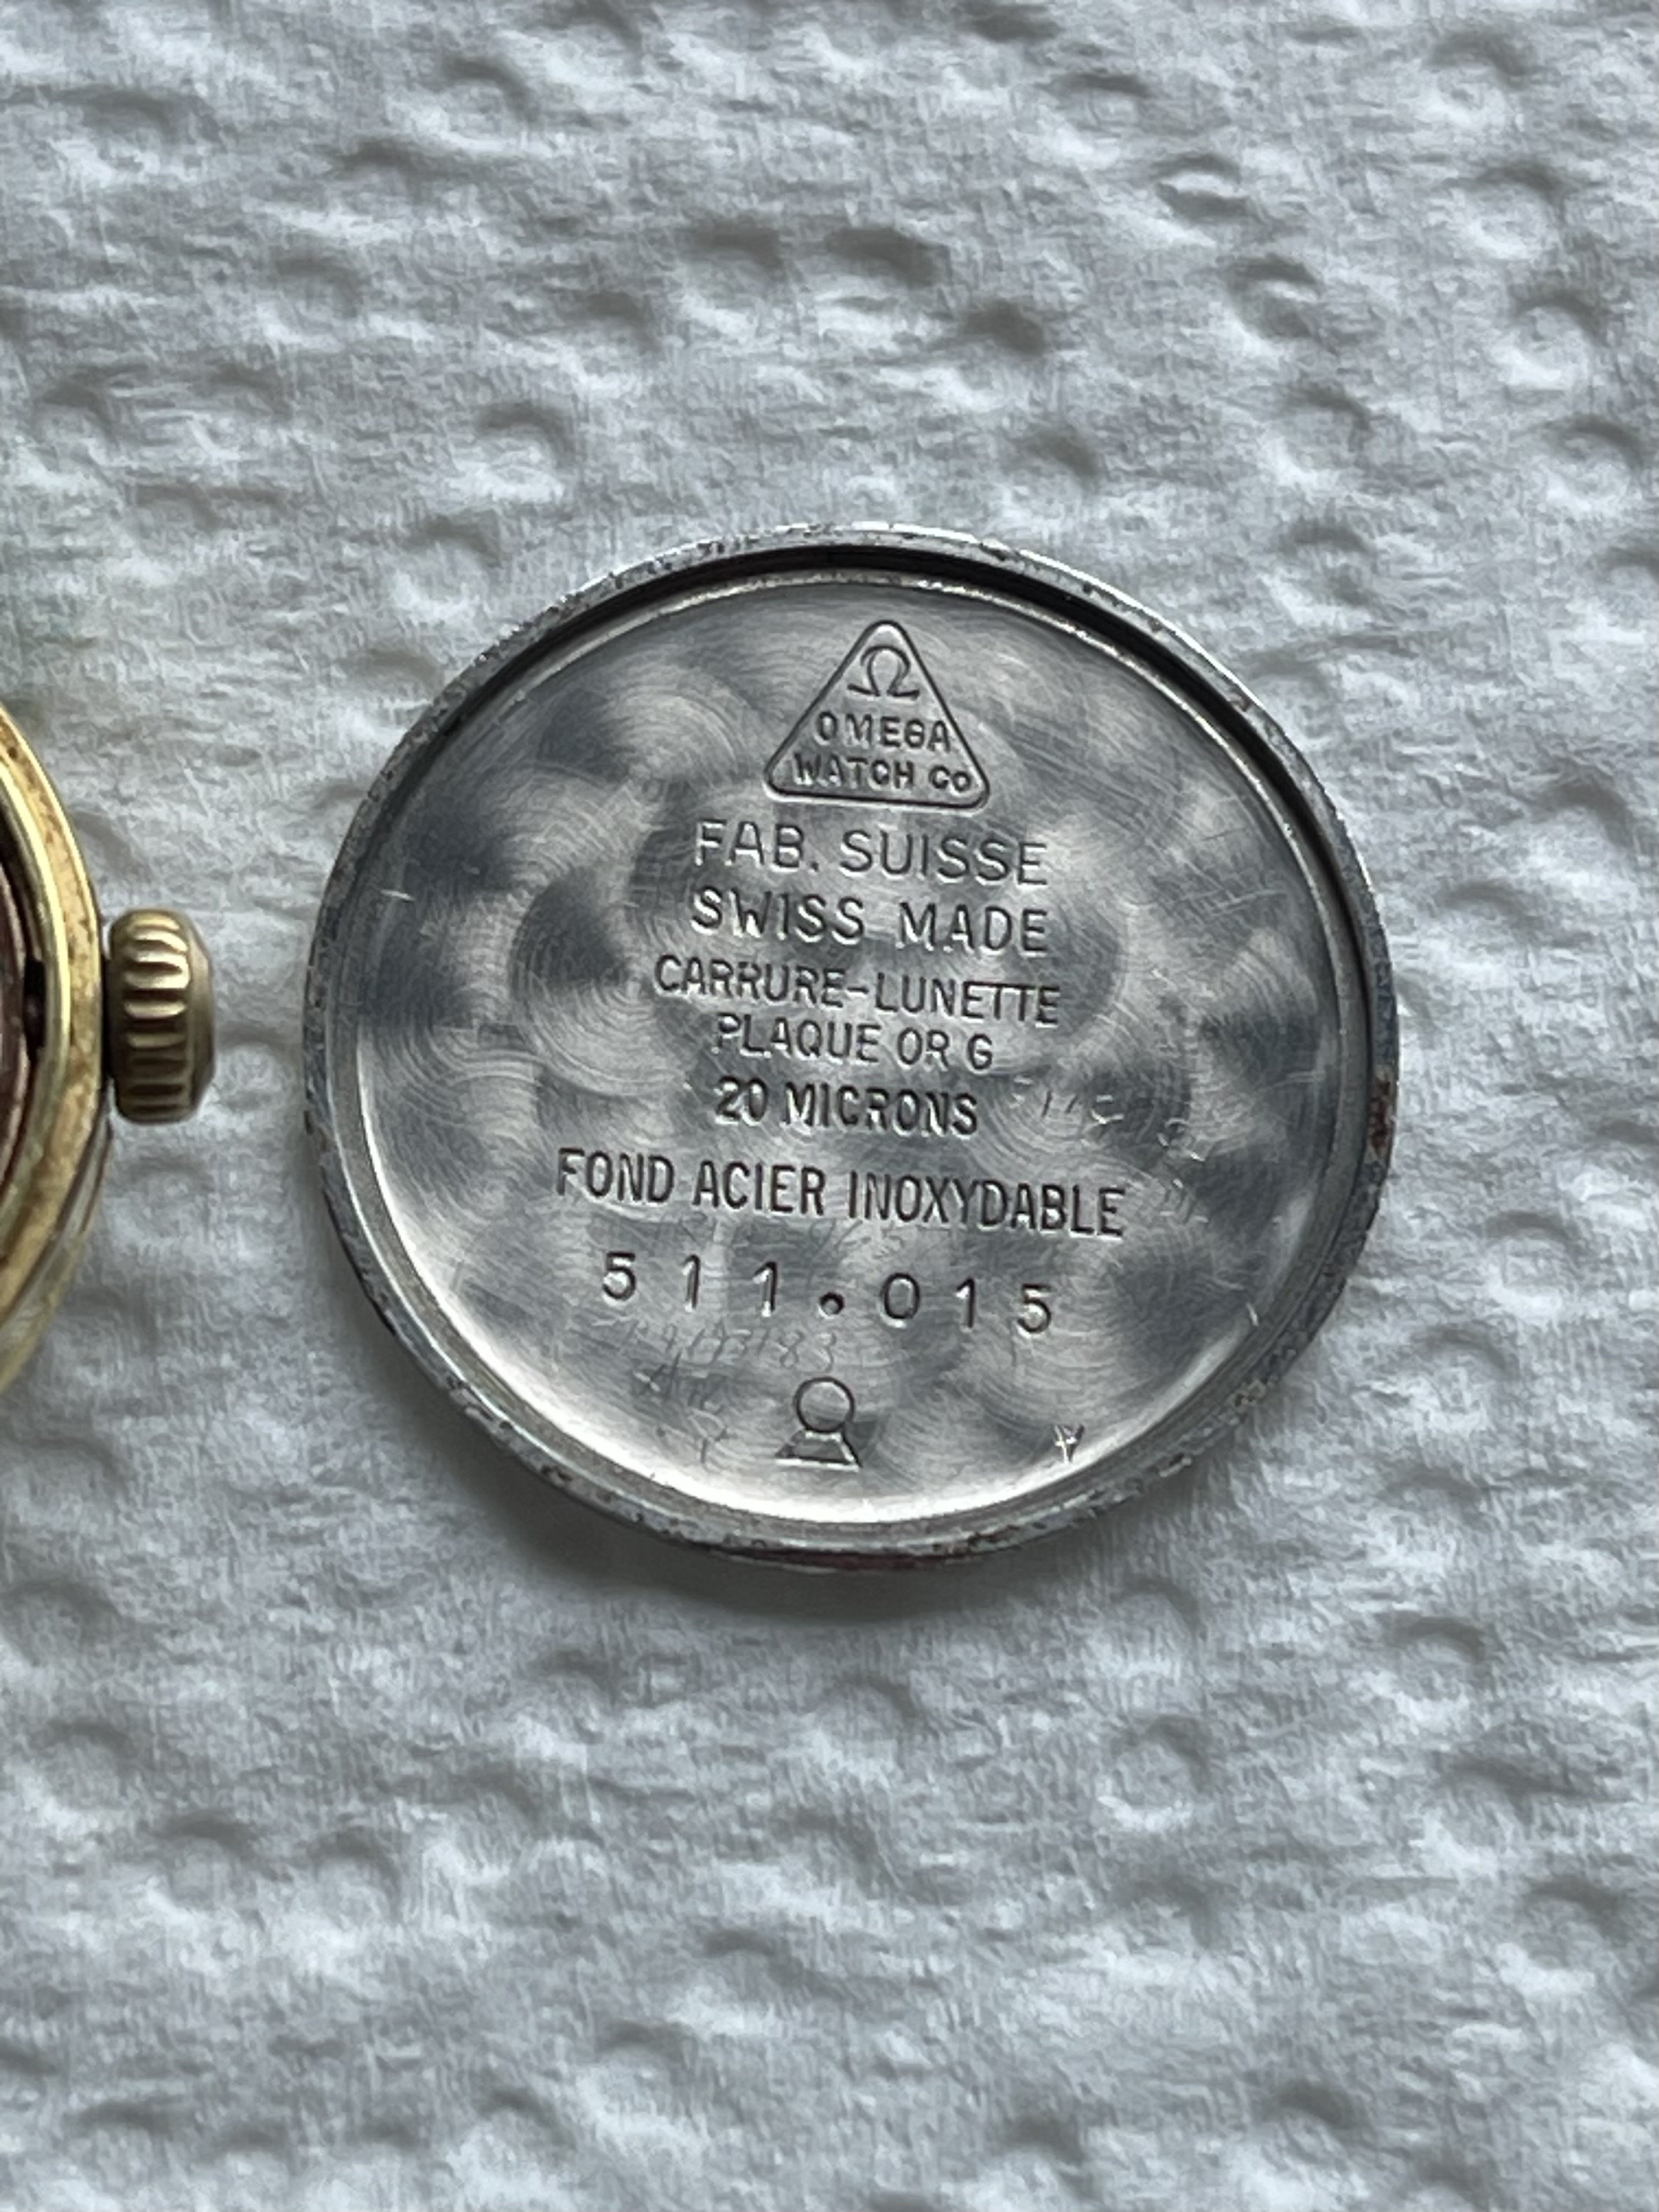 Ω
OMEGA
WATCH Co
FAB. SUISSE
SWISS MADE
CARRURE-LUNETTE
PLAQUE OR G
20 MICRONS
FOND ACIER INOXYDABLE
511.015